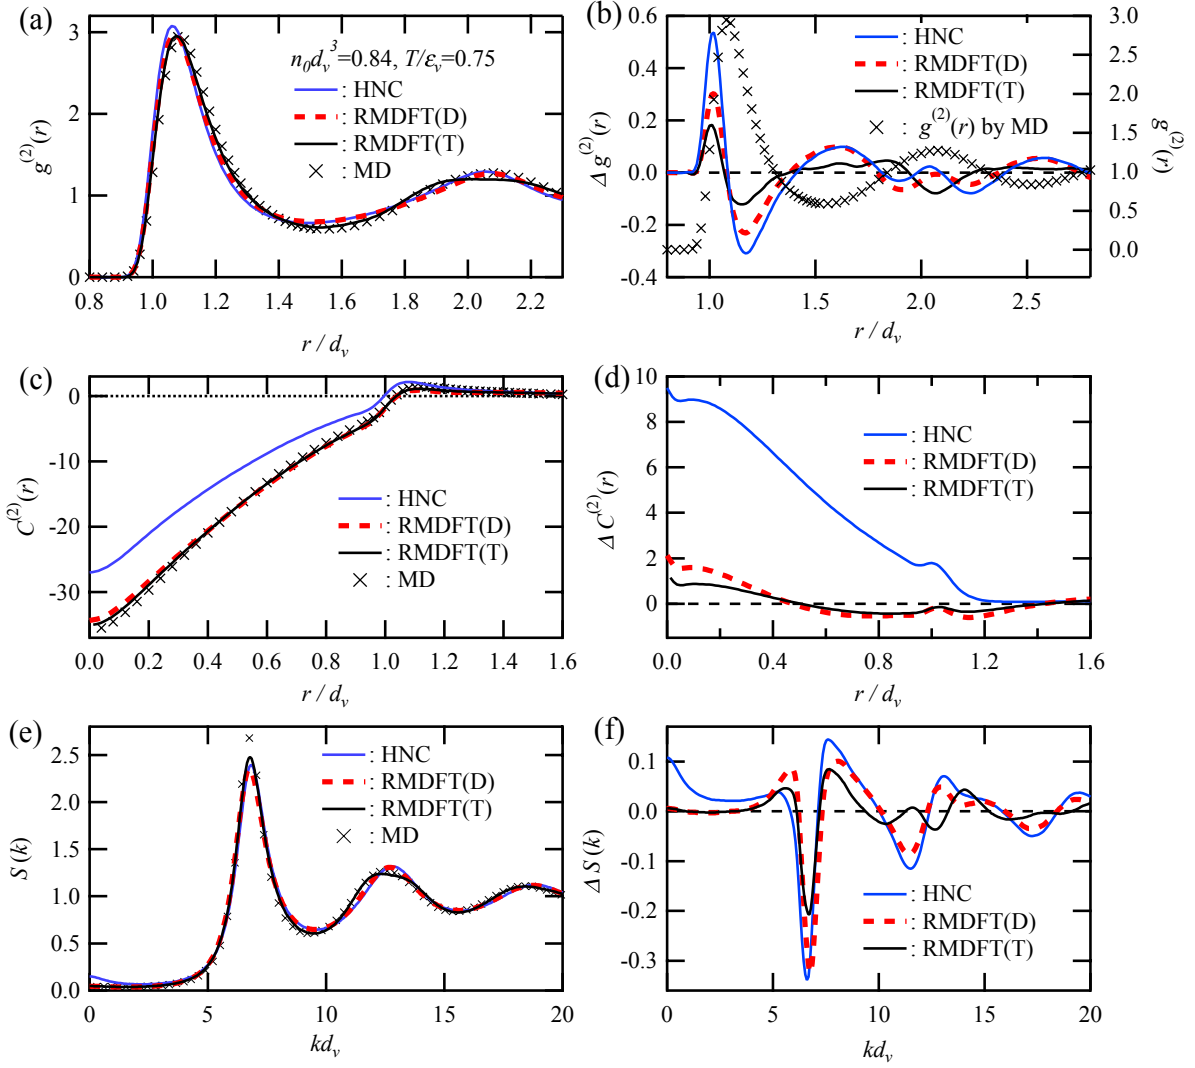 (a)
3
2
1
0
g(2)(r)
n0dv3=0.84, T/εv=0.75
: HNC
: RMDFT(D)
: RMDFT(T)
: MD
0.8 1.0 1.2 1.4 1.6 1.8 2.0 2.2
r / dv
(b)
0.6
0.4
0.2
0.0
-0.2
-0.4
Δg(2)(r)
: HNC
: RMDFT(D)
: RMDFT(T)
: g(2)(r) by MD
3.0
2.5
2.0
1.5
1.0
0.5
0.0
g(2)(r)
1.0 1.5 2.0 2.5
r / dv
(c)
0
-10
-20
-30
C(2)(r)
: HNC
: RMDFT(D)
: RMDFT(T)
: MD
0.0 0.2 0.4 0.6 0.8 1.0 1.2 1.4 1.6
r / dv
(d)
10
8
6
4
2
0
ΔC(2)(r)
: HNC
: RMDFT(D)
: RMDFT(T)
0.0 0.4 0.8 1.2 1.6
r / dv
(e)
2.5
2.0
1.5
1.0
0.5
0.0
S(k)
: HNC
: RMDFT(D)
: RMDFT(T)
: MD
0 5 10 15 20
kdv
(f)
0.1
0.0
-0.1
-0.2
-0.3
ΔS(k)
: HNC
: RMDFT(D)
: RMDFT(T)
0 5 10 15 20
kdv